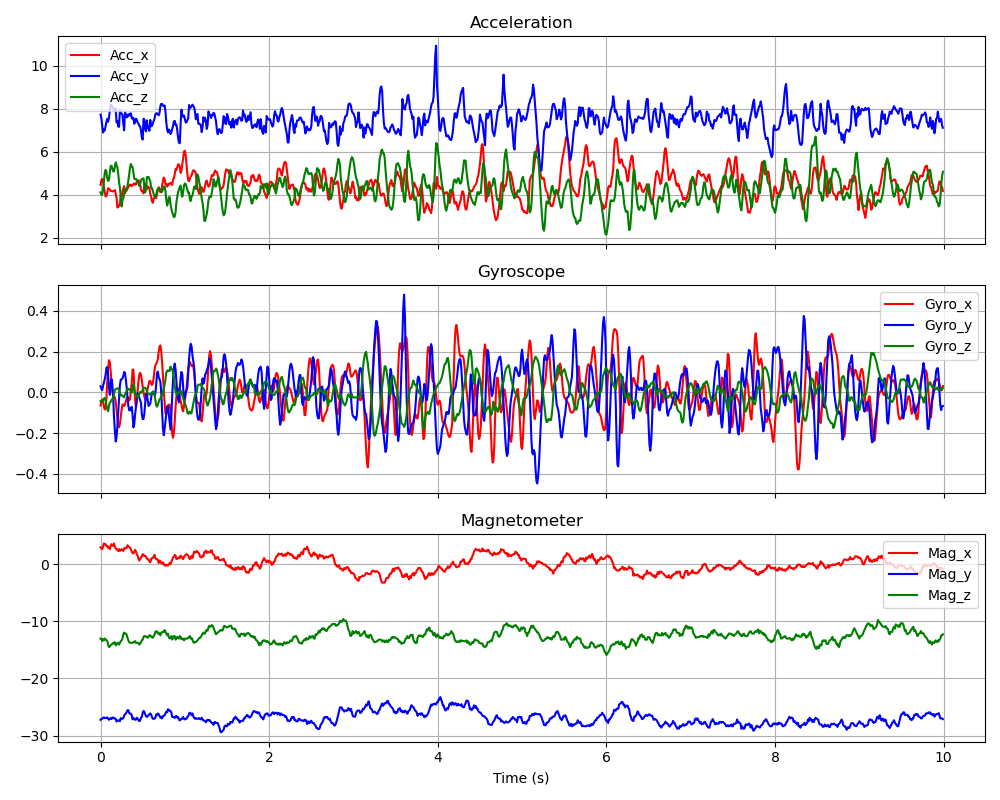 Acceleration
Acc_x
Acc_y
Acc_z
10
8
6
4
2
Gyroscope
Gyro_x
Gyro_y
Gyro_z
0.4
0.2
0.0
−0.2
−0.4
Magnetometer
Mag_x
Mag_y
Mag_z
0
−10
−20
−30
0 2 4 6 8 10
Time (s)